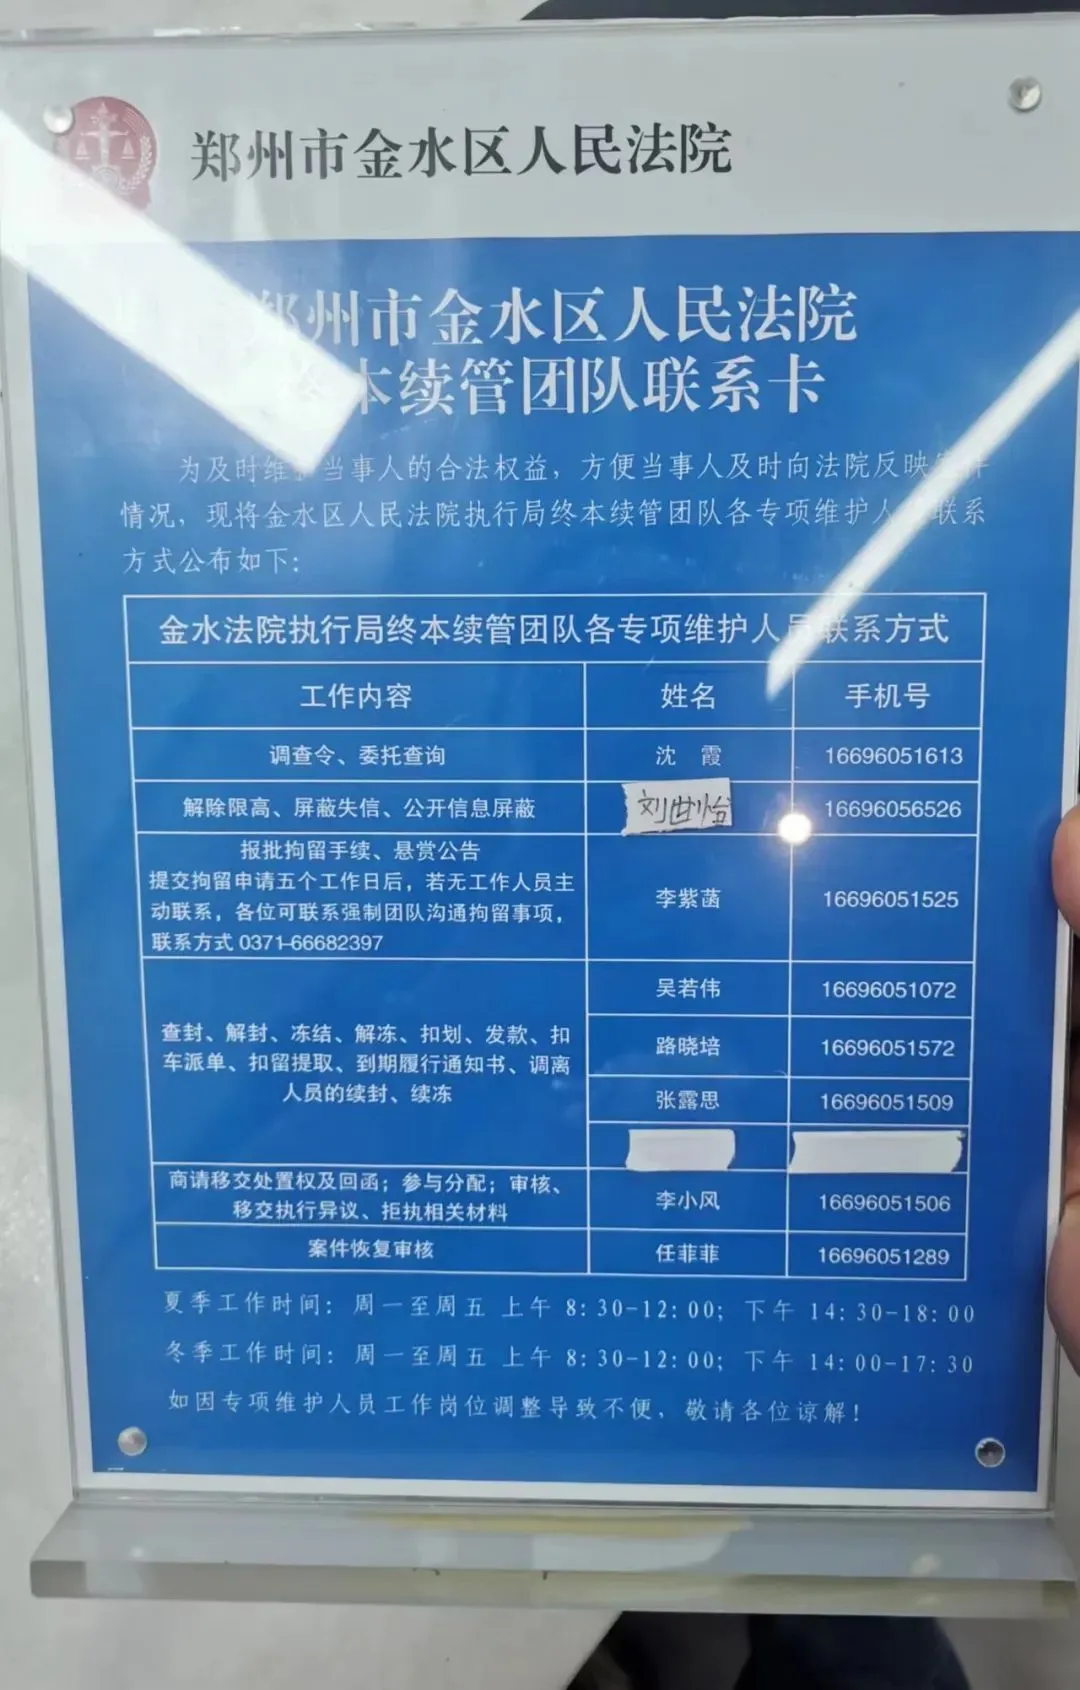 郑州市金水区人民法院
郑州市金水区人民法院
本续管团队联系卡
为及时维护当事人的合法权益，方便当事人及时向法院反映
情况，现将金水区人民法院执行局终本续管团队各专项维护人 联系
方式公布如下：
金水法院执行局终本续管团队各专项维护人员联系方式
工作内容 姓名 手机号
调查令、委托查询 沈 霞 16696051613
解除限高、屏蔽失信、公开信息屏蔽 刘世怡 16696056526
报批拘留手续、悬赏公告
提交拘留申请五个工作日后，若无工作人员主
动联系，各位可联系强制团队沟通拘留事项， 李紫菡 16696051525
联系方式 0371-66682397
吴若伟 16696051072
查封、解封、冻结、解冻、扣划、发款、扣
路晓培 16696051572
车派单、扣留提取、到期履行通知书、调离
人员的续封、续冻 张露思 16696051509
商请移交处置权及回函；参与分配；审核、
移交执行异议、拒执相关材料 李小风 16696051506
案件恢复审核 任菲菲 16696051289
夏季工作时间：周一至周五 上午 8:30-12:00；下午 14:30-18:00
冬季工作时间：周一至周五 上午 8:30-12:00；下午 14:00-17:30
如因专项维护人员工作岗位调整导致不便，敬请各位谅解！